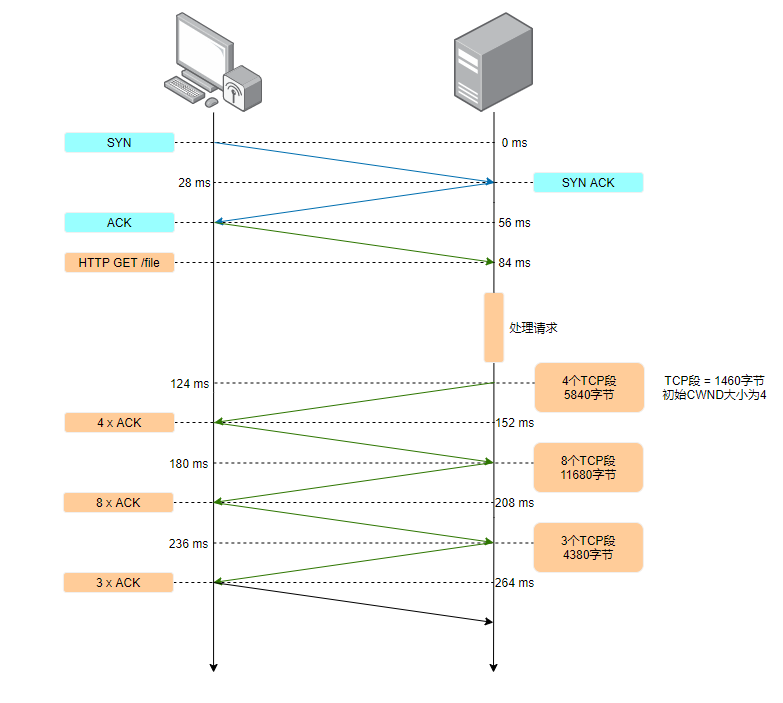 SYN
0 ms
28 ms
SYN ACK
ACK
56 ms
HTTP GET /file
84 ms
处理请求
124 ms
4个TCP段
5840字节
TCP段 = 1460字节
初始CWND大小为4
4 x ACK
152 ms
180 ms
8个TCP段
11680字节
8 x ACK
208 ms
236 ms
3个TCP段
4380字节
3 x ACK
264 ms